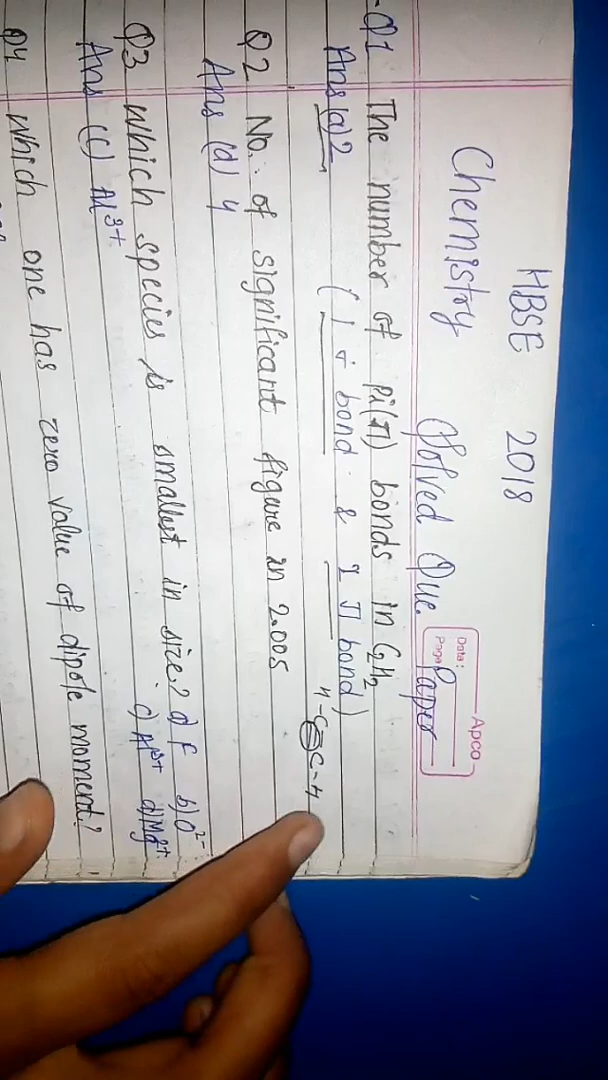 HBSE 2018
Chemistry Solved Que. Paper
Apco
Date:
Page
-Q1 The number of Pi(π) bonds in C2H2
Ans (a) 2 ( 1 σ bond & 2 π bond)
H-C≡C-H
Q2 No. of significant figure in 2.005
Ans (d) 4
Q3 which species is smallest in size? a) F b) O2-
Ans (c) Al3+ c) Al3+ d) Mg+
Q4 which one has zero value of dipole moment?